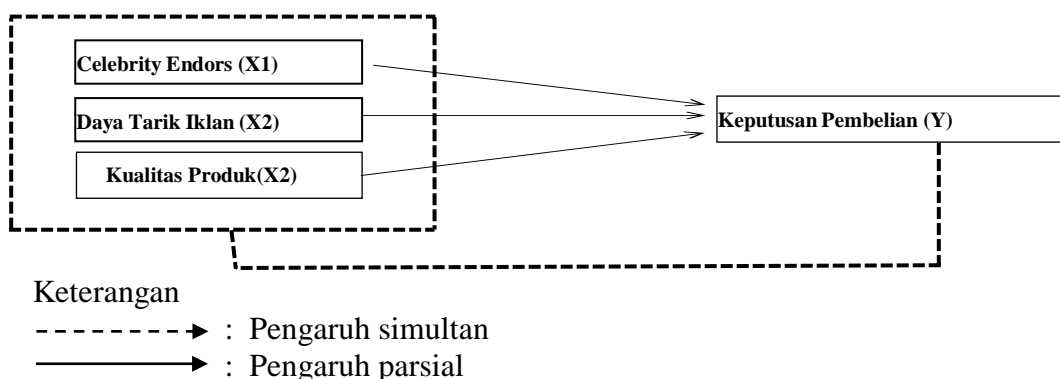 Celebrity Endors (X1)
Daya Tarik Iklan (X2)
Kualitas Produk(X2)
Keputusan Pembelian (Y)
Keterangan
: Pengaruh simultan
: Pengaruh parsial